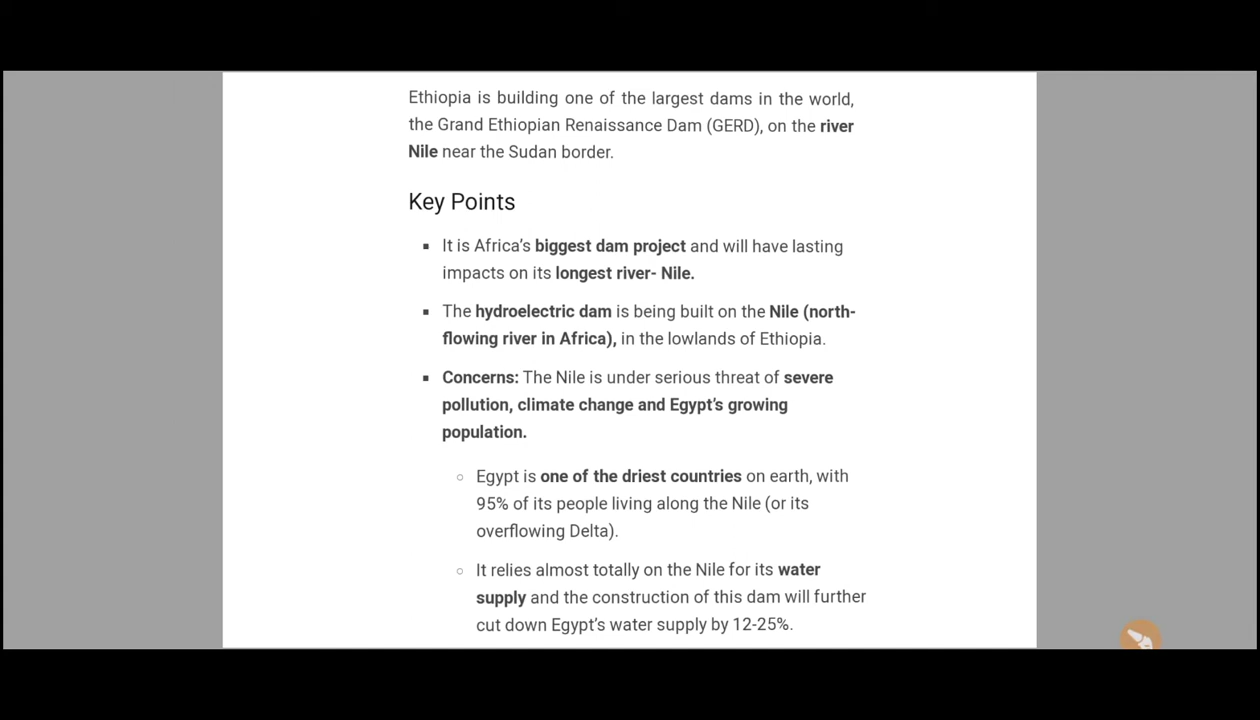 Ethiopia is building one of the largest dams in the world,
the Grand Ethiopian Renaissance Dam (GERD), on the river
Nile near the Sudan border.
Key Points
▪ It is Africa’s biggest dam project and will have lasting
impacts on its longest river- Nile.
▪ The hydroelectric dam is being built on the Nile (north-
flowing river in Africa), in the lowlands of Ethiopia.
▪ Concerns: The Nile is under serious threat of severe
pollution, climate change and Egypt’s growing
population.
○ Egypt is one of the driest countries on earth, with
95% of its people living along the Nile (or its
overflowing Delta).
○ It relies almost totally on the Nile for its water
supply and the construction of this dam will further
cut down Egypt’s water supply by 12-25%.